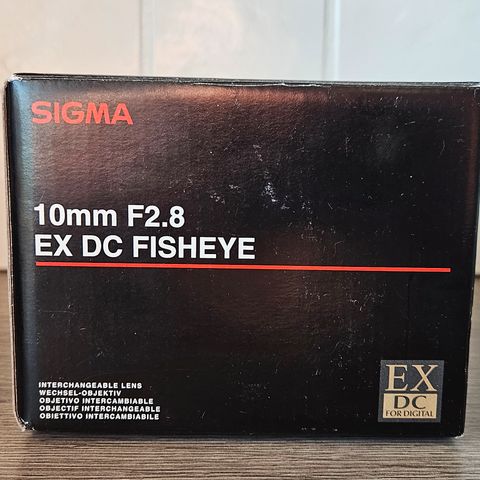 SIGMA
10mm F2.8
EX DC FISHEYE
INTERCHANGEABLE LENS
WECHSEL-OBJEKTIV
OBJETIVO INTERCAMBIABLE
OBJECTIF INTERCHANGEABLE
OBIETTIVO INTERCAMBIABILE
EX
DC
FOR DIGITAL